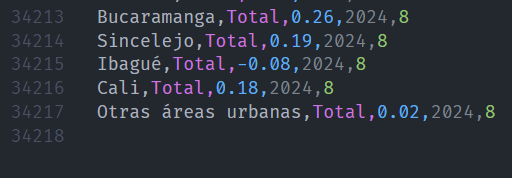 34213 Bucaramanga,Total,0.26,2024,8
34214 Sincelejo,Total,0.19,2024,8
34215 Ibagué,Total,-0.08,2024,8
34216 Cali,Total,0.18,2024,8
34217 Otras áreas urbanas,Total,0.02,2024,8
34218